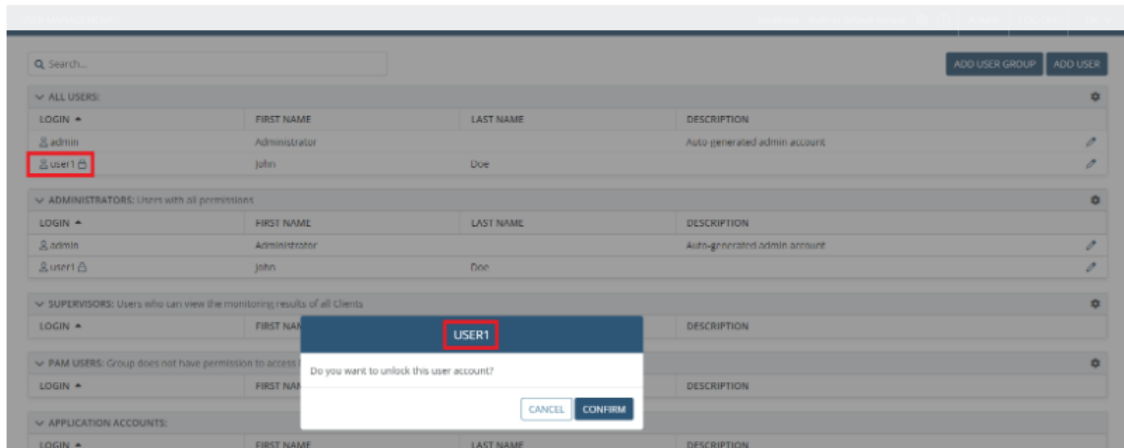 Search...
ADD USER GROUP ADD USER
ALL USERS:
LOGIN FIRST NAME LAST NAME DESCRIPTION
admin Administrator Auto-generated admin account
user1 John Doe
ADMINISTRATORS: Users with all permissions
LOGIN FIRST NAME LAST NAME DESCRIPTION
admin Administrator Auto-generated admin account
user1 John Doe
SUPERVISORS: Users who can view the monitoring results of all Clients
LOGIN FIRST NAM DESCRIPTION
USER1
PAM USERS: Group does not have permission to access
Do you want to unlock this user account?
LOGIN FIRST NAM DESCRIPTION
CANCEL CONFIRM
APPLICATION ACCOUNTS:
LOGIN FIRST NAME LAST NAME DESCRIPTION